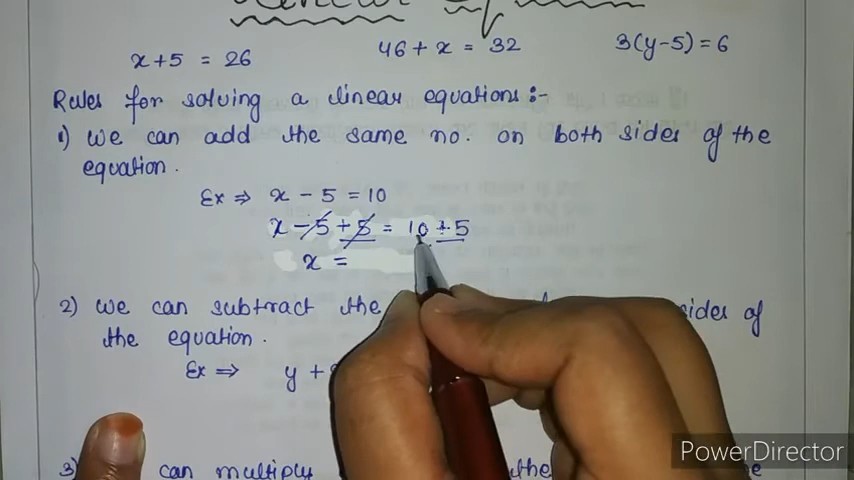 x + 5 = 26 46 + x = 32 3(y-5) = 6
Rules for solving a linear equations :-
1) we can add the same no. on both sides of the
equation.
Ex ⇒ x - 5 = 10
x - 5 + 5 = 10 + 5
x =
2) we can subtract the sides of
the equation.
Ex ⇒ y +
3) can multiply the
PowerDirector